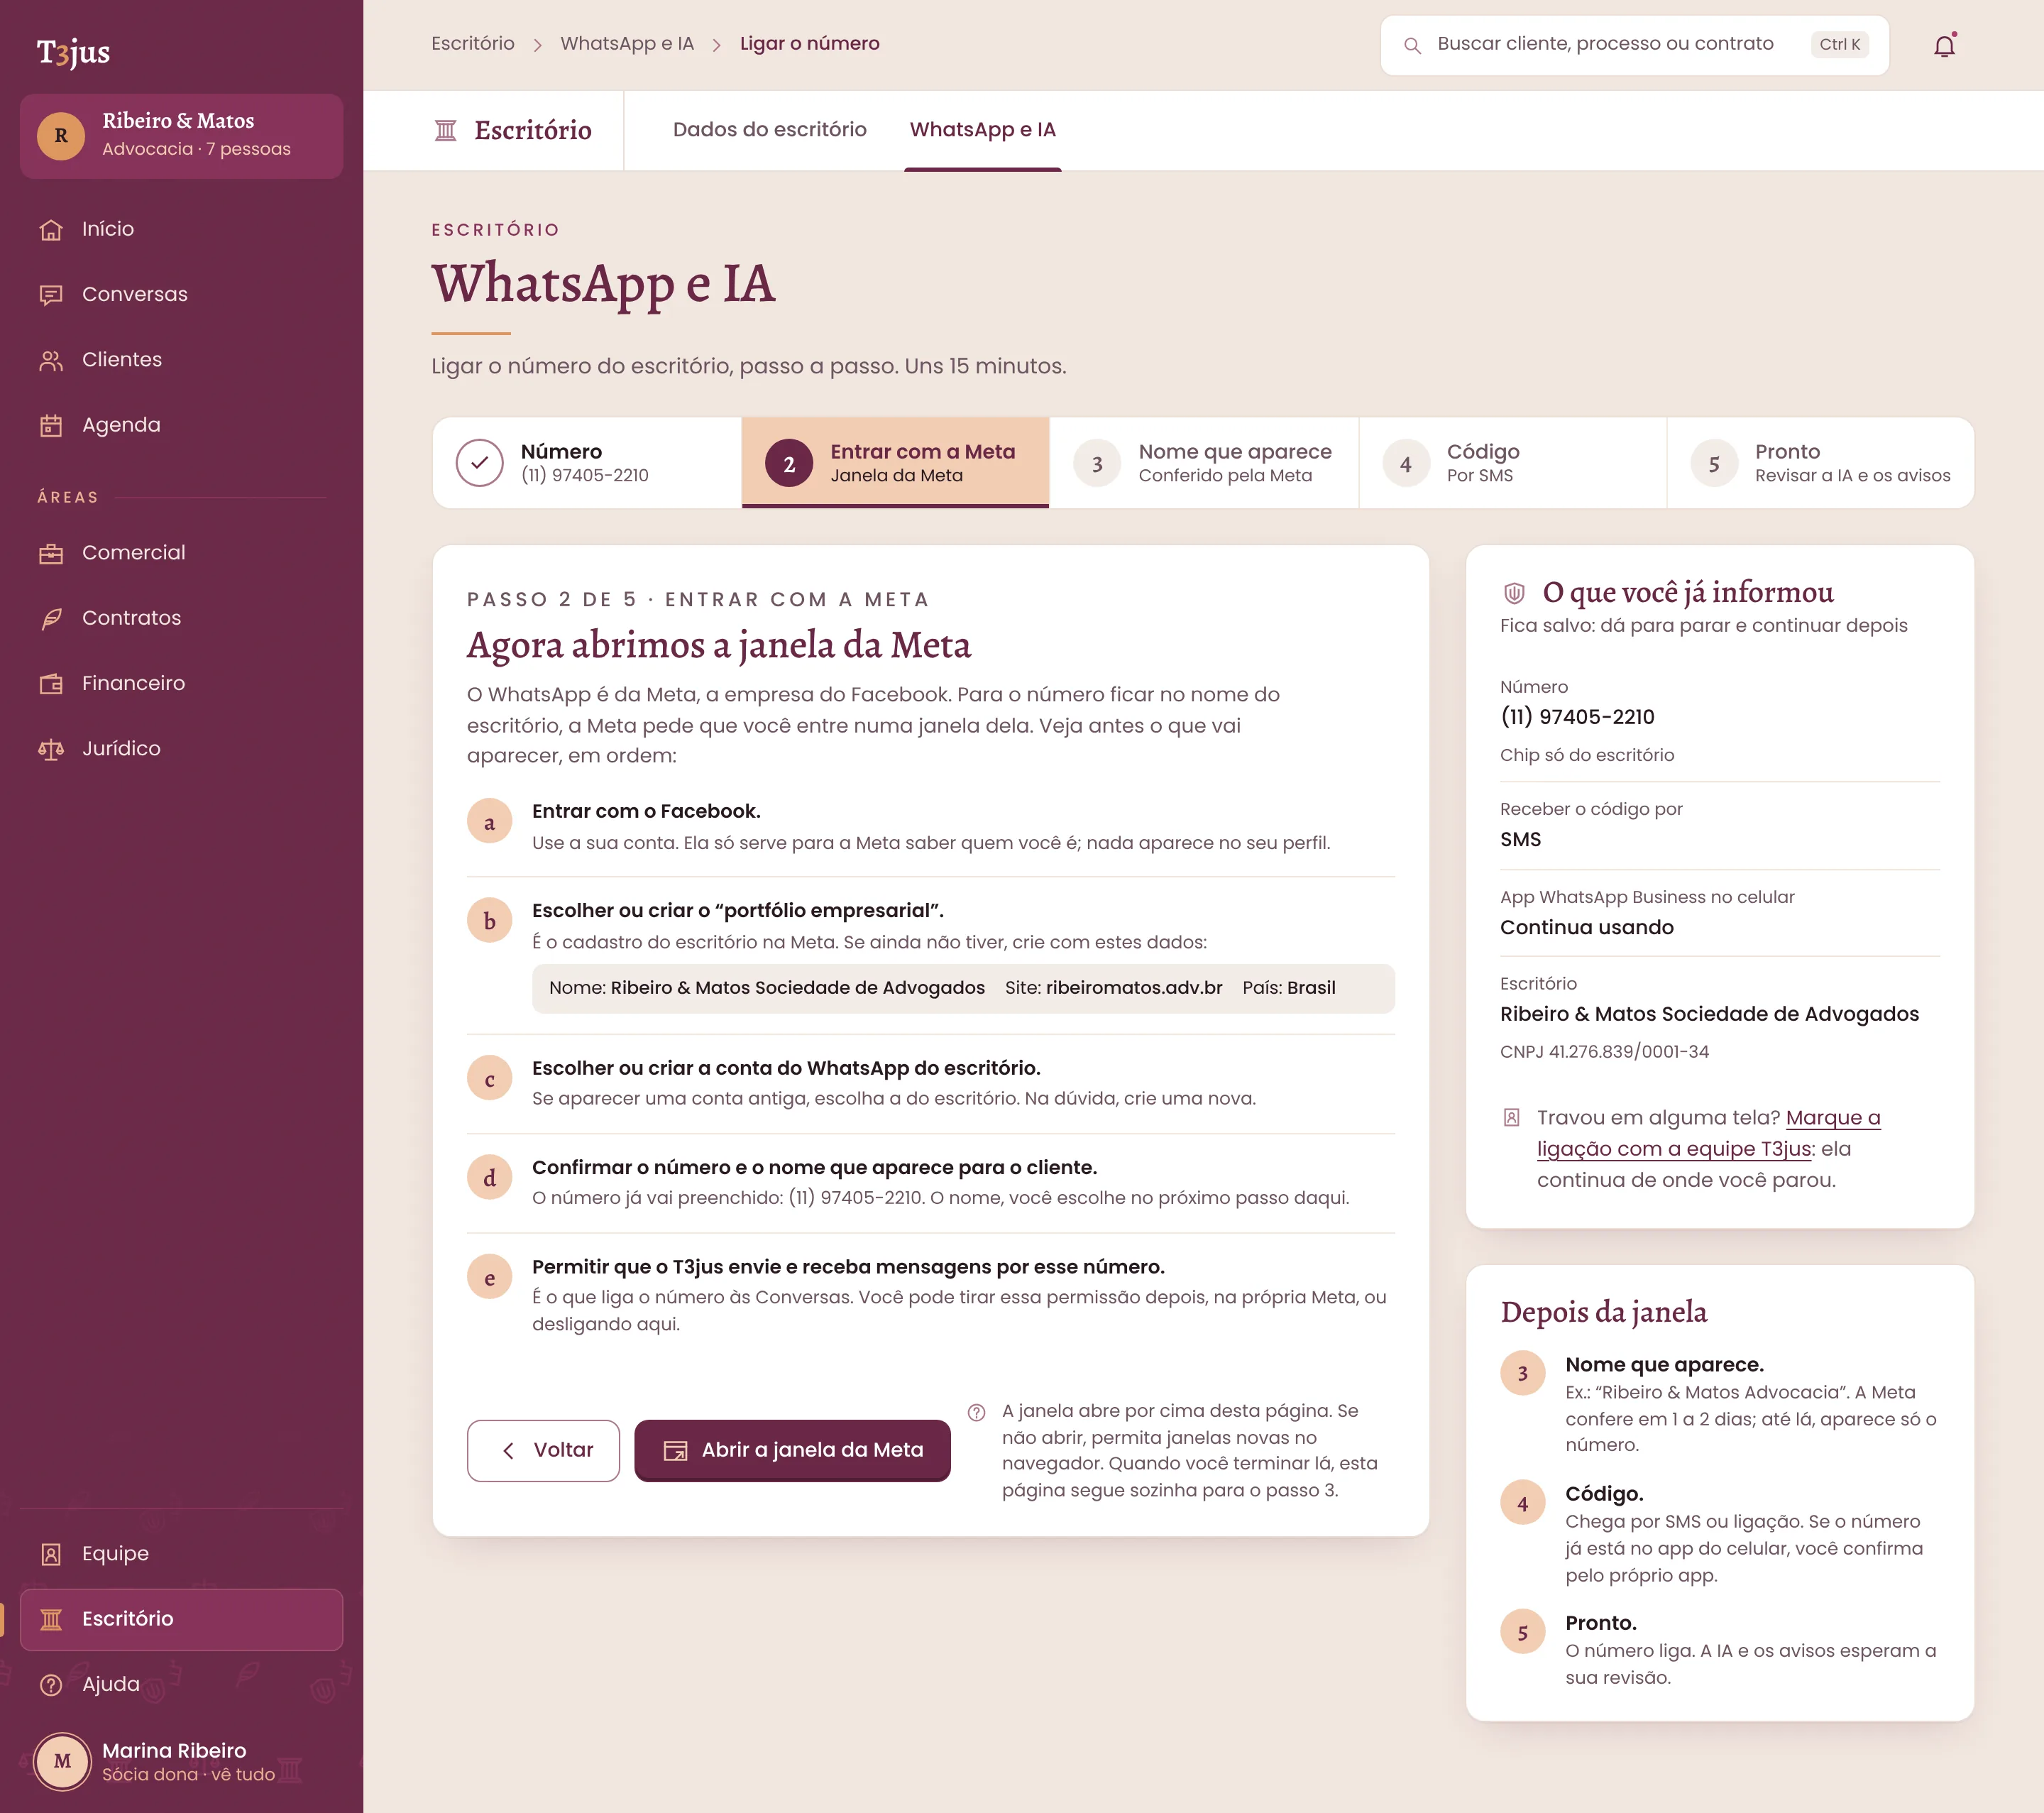 T3jus
R
Ribeiro & Matos
Advocacia · 7 pessoas
Início
Conversas
Clientes
Agenda
ÁREAS
Comercial
Contratos
Financeiro
Jurídico
Equipe
Escritório
Ajuda
M
Marina Ribeiro
Sócia dona · vê tudo
Escritório
WhatsApp e IA
Ligar o número
Buscar cliente, processo ou contrato
Ctrl K
Escritório
Dados do escritório
WhatsApp e IA
ESCRITÓRIO
WhatsApp e IA
Ligar o número do escritório, passo a passo. Uns 15 minutos.
Número
(11) 97405-2210
2
Entrar com a Meta
Janela da Meta
3
Nome que aparece
Conferido pela Meta
4
Código
Por SMS
5
Pronto
Revisar a IA e os avisos
PASSO 2 DE 5 · ENTRAR COM A META
Agora abrimos a janela da Meta
O WhatsApp é da Meta, a empresa do Facebook. Para o número ficar no nome do
escritório, a Meta pede que você entre numa janela dela. Veja antes o que vai
aparecer, em ordem:
a
Entrar com o Facebook.
Use a sua conta. Ela só serve para a Meta saber quem você é; nada aparece no seu perfil.
b
Escolher ou criar o “portfólio empresarial”.
É o cadastro do escritório na Meta. Se ainda não tiver, crie com estes dados:
Nome: Ribeiro & Matos Sociedade de Advogados Site: ribeiromatos.adv.br País: Brasil
c
Escolher ou criar a conta do WhatsApp do escritório.
Se aparecer uma conta antiga, escolha a do escritório. Na dúvida, crie uma nova.
d
Confirmar o número e o nome que aparece para o cliente.
O número já vai preenchido: (11) 97405-2210. O nome, você escolhe no próximo passo daqui.
e
Permitir que o T3jus envie e receba mensagens por esse número.
É o que liga o número às Conversas. Você pode tirar essa permissão depois, na própria Meta, ou
desligando aqui.
Voltar
Abrir a janela da Meta
A janela abre por cima desta página. Se
não abrir, permita janelas novas no
navegador. Quando você terminar lá, esta
página segue sozinha para o passo 3.
O que você já informou
Fica salvo: dá para parar e continuar depois
Número
(11) 97405-2210
Chip só do escritório
Receber o código por
SMS
App WhatsApp Business no celular
Continua usando
Escritório
Ribeiro & Matos Sociedade de Advogados
CNPJ 41.276.839/0001-34
Travou em alguma tela? Marque a
ligação com a equipe T3jus: ela
continua de onde você parou.
Depois da janela
3
Nome que aparece.
Ex.: “Ribeiro & Matos Advocacia”. A Meta
confere em 1 a 2 dias; até lá, aparece só o
número.
4
Código.
Chega por SMS ou ligação. Se o número
já está no app do celular, você confirma
pelo próprio app.
5
Pronto.
O número liga. A IA e os avisos esperam a
sua revisão.